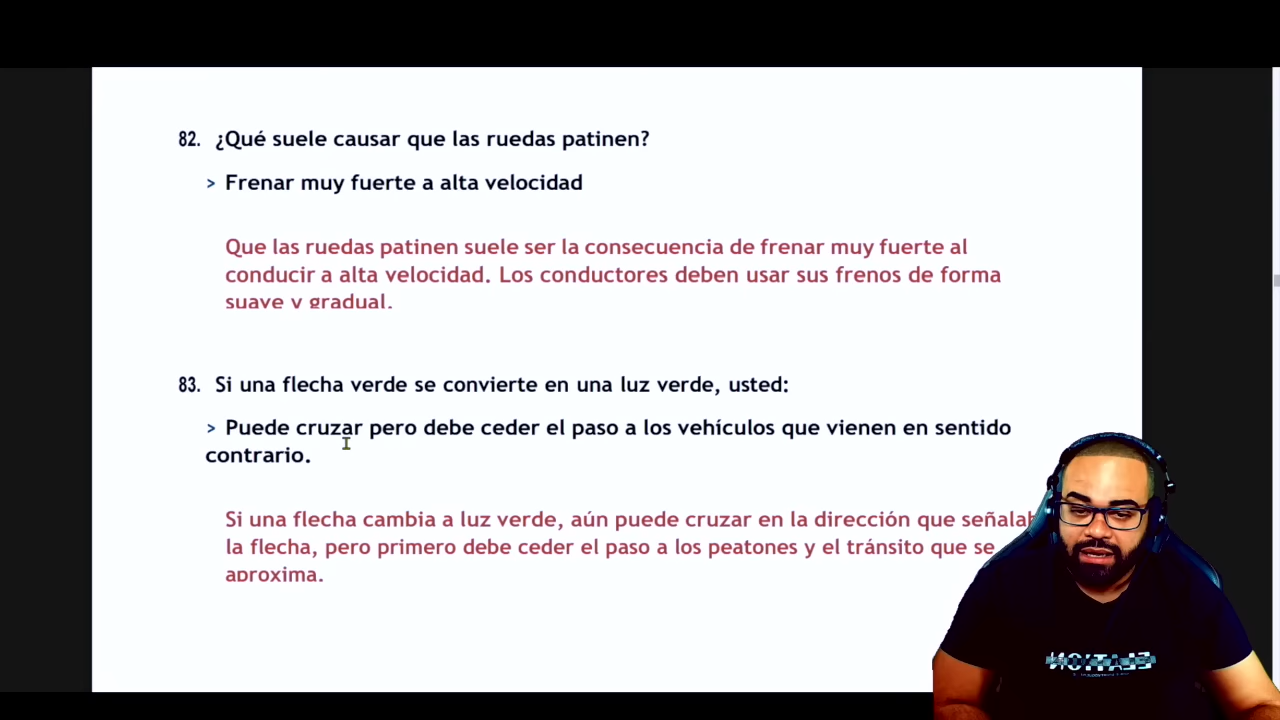 82. ¿Qué suele causar que las ruedas patinen?
> Frenar muy fuerte a alta velocidad
Que las ruedas patinen suele ser la consecuencia de frenar muy fuerte al
conducir a alta velocidad. Los conductores deben usar sus frenos de forma
suave y gradual.
83. Si una flecha verde se convierte en una luz verde, usted:
> Puede cruzar pero debe ceder el paso a los vehículos que vienen en sentido
contrario.
Si una flecha cambia a luz verde, aún puede cruzar en la dirección que
la flecha, pero primero debe ceder el paso a los peatones y el tránsito que se
aproxima.